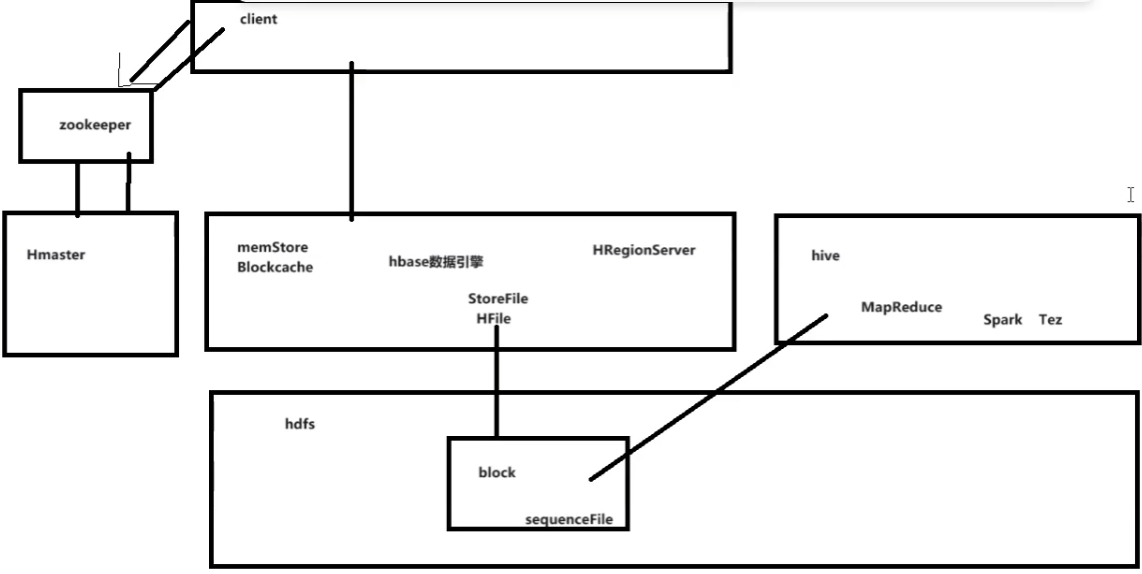 client
zookeeper
Hmaster
memStore
Blockcache
hbase数据引擎
HRegionServer
StoreFile
HFile
hive
MapReduce
Spark Tez
hdfs
block
sequenceFile